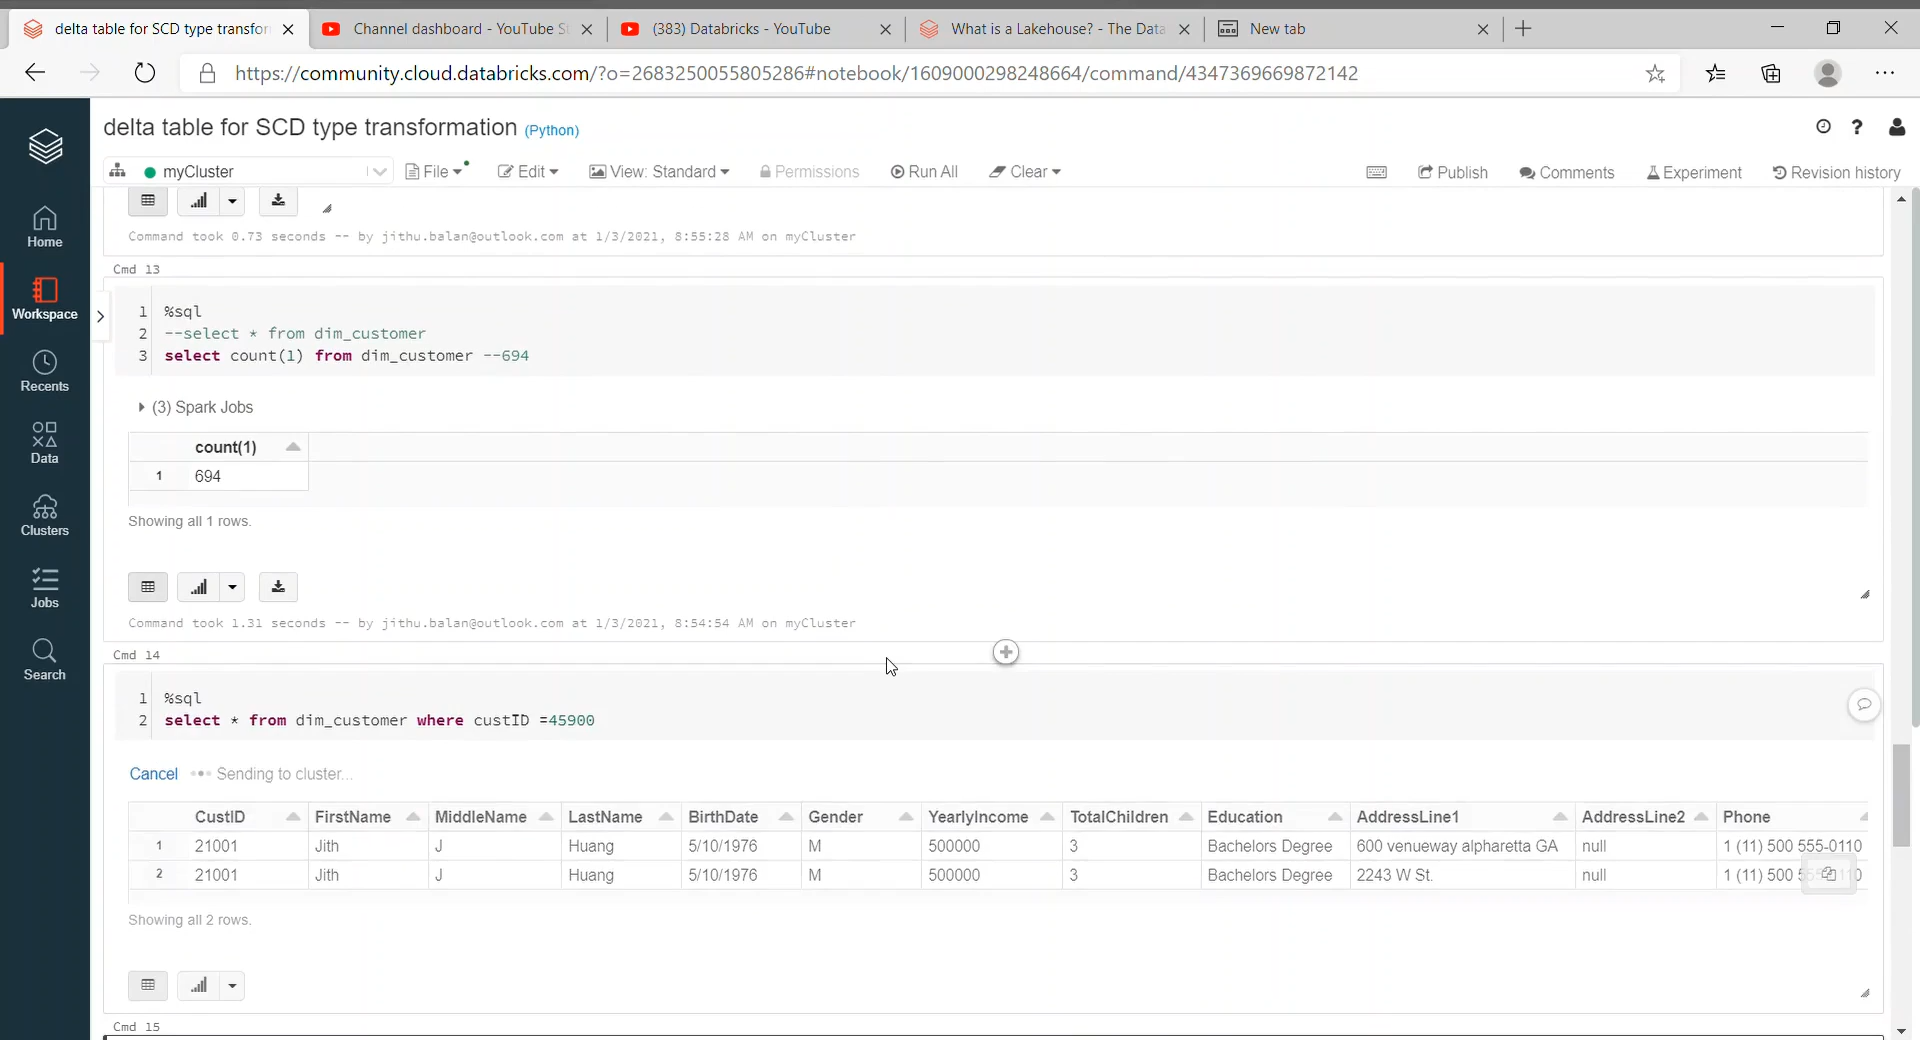 delta table for SCD type transfor
Channel dashboard - YouTube St
(383) Databricks - YouTube
What is a Lakehouse? - The Data
New tab
https://community.cloud.databricks.com/?o=2683250055805286#notebook/1609000298248664/command/4347369669872142
delta table for SCD type transformation (Python)
myCluster File Edit View: Standard Permissions Run All Clear Publish Comments Experiment Revision history
Home
Workspace
Recents
Data
Clusters
Jobs
Search
Command took 0.73 seconds -- by jithu.balan@outlook.com at 1/3/2021, 8:55:28 AM on myCluster
Cmd 13
1 %sql
2 --select * from dim_customer
3 select count(1) from dim_customer --694
(3) Spark Jobs
count(1)
1 694
Showing all 1 rows.
Command took 1.31 seconds -- by jithu.balan@outlook.com at 1/3/2021, 8:54:54 AM on myCluster
Cmd 14
1 %sql
2 select * from dim_customer where custID =45900
Cancel Sending to cluster...
CustID FirstName MiddleName LastName BirthDate Gender YearlyIncome TotalChildren Education AddressLine1 AddressLine2 Phone
1 21001 Jith J Huang 5/10/1976 M 500000 3 Bachelors Degree 600 venueway alpharetta GA null 1 (11) 500 555-0110
2 21001 Jith J Huang 5/10/1976 M 500000 3 Bachelors Degree 2243 W St. null 1 (11) 500
Showing all 2 rows.
Cmd 15